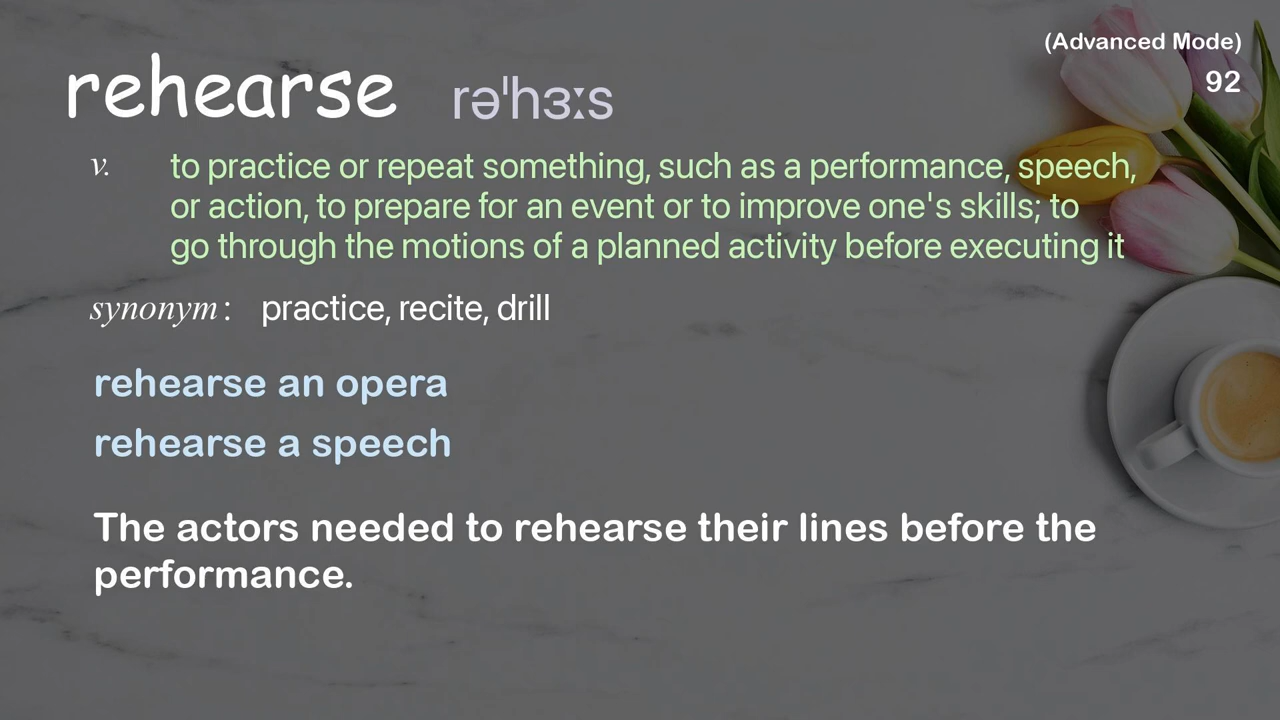 (Advanced Mode)
92
rehearse rəˈhɜːs
v. to practice or repeat something, such as a performance, speech,
or action, to prepare for an event or to improve one's skills; to
go through the motions of a planned activity before executing it
synonym : practice, recite, drill
rehearse an opera
rehearse a speech
The actors needed to rehearse their lines before the
performance.